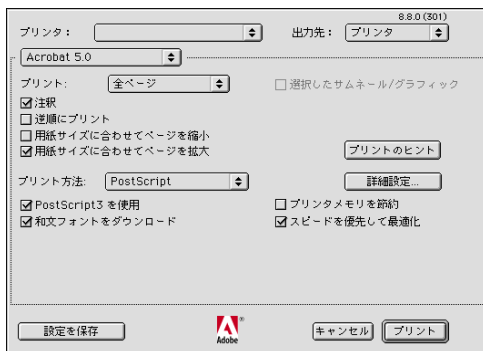 8.8.0 (301)
プリンタ： 出力先： プリンタ
Acrobat 5.0
プリント: 全ページ 選択したサムネール/グラフィック
注釈
逆順にプリント
用紙サイズに合わせてページを縮小
用紙サイズに合わせてページを拡大 プリントのヒント
プリント方法: PostScript 詳細設定...
PostScript3 を使用 プリンタメモリを節約
和文フォントをダウンロード スピードを優先して最適化
設定を保存 Adobe キャンセル プリント